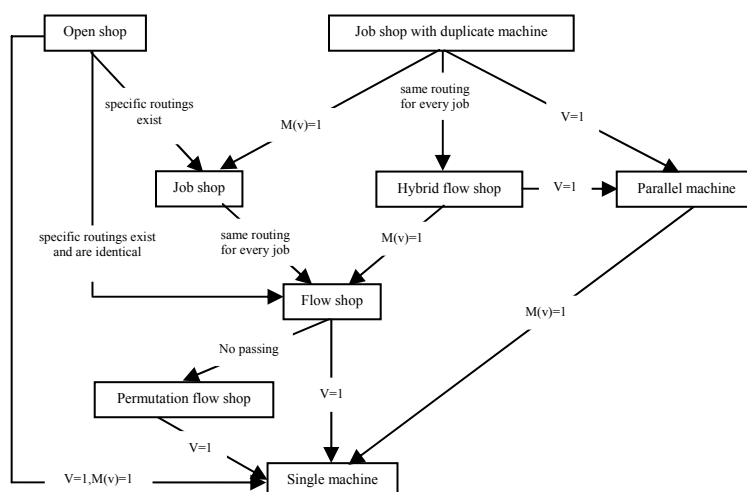 Open shop
Job shop with duplicate machine
specific routings
exist
same routing
for every job
M(v)=1
V=1
Job shop
Hybrid flow shop
V=1
Parallel machine
specific routings exist
and are identical
same routing
for every job
M(v)=1
Flow shop
M(v)=1
No passing
V=1
Permutation flow shop
V=1
V=1,M(v)=1
Single machine